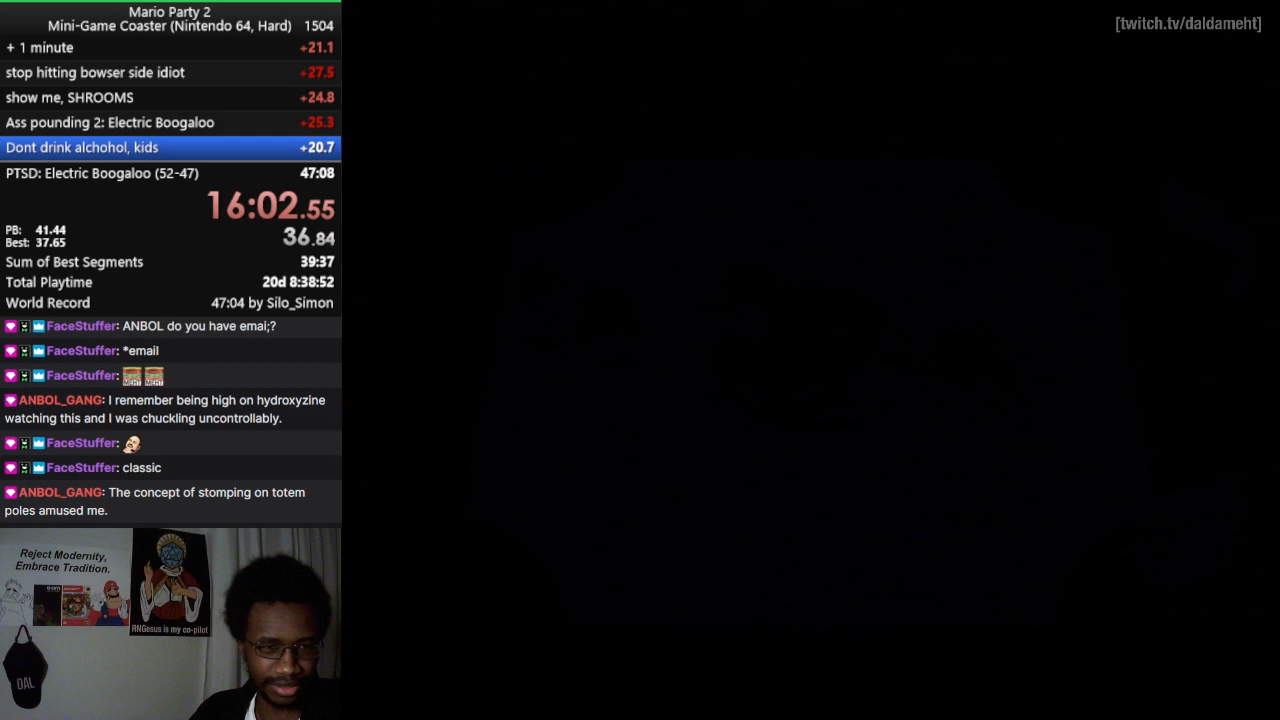 Mario Party 2
Mini-Game Coaster (Nintendo 64, Hard) 1504
+ 1 minute +21.1
stop hitting bowser side idiot +27.5
show me, SHROOMS +24.8
Ass pounding 2: Electric Boogaloo +25.3
Dont drink alchohol, kids +20.7
PTSD: Electric Boogaloo (52-47) 47:08
16:02.55
PB: 41.44
Best: 37.65
36.84
Sum of Best Segments 39:37
Total Playtime 20d 8:38:52
World Record 47:04 by Silo_Simon
FaceStuffer: ANBOL do you have emai;?
FaceStuffer: *email
FaceStuffer:
MEHT MEHT
ANBOL_GANG: I remember being high on hydroxyzine
watching this and I was chuckling uncontrollably.
FaceStuffer:
FaceStuffer: classic
ANBOL_GANG: The concept of stomping on totem
poles amused me.
Reject Modernity,
Embrace Tradition.
RNGesus is my co-pilot
DAL
[twitch.tv/daldameht]